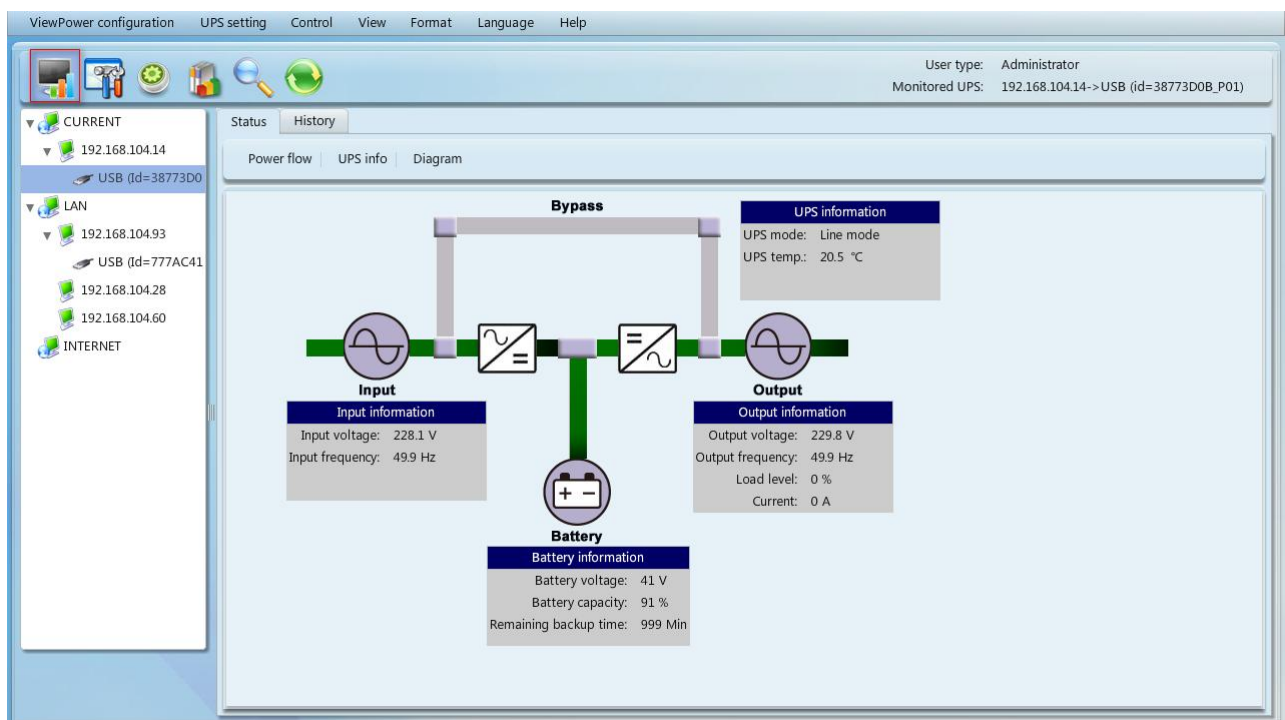 ViewPower configuration UPS setting Control View Format Language Help
User type: Administrator
Monitored UPS: 192.168.104.14->USB (id=38773D0B_P01)
CURRENT
192.168.104.14
USB (Id=38773D0
LAN
192.168.104.93
USB (Id=777AC41
192.168.104.28
192.168.104.60
INTERNET
Status History
Power flow UPS info Diagram
Bypass
UPS information
UPS mode: Line mode
UPS temp.: 20.5 °C
Input
Input information
Input voltage: 228.1 V
Input frequency: 49.9 Hz
Output
Output information
Output voltage: 229.8 V
Output frequency: 49.9 Hz
Load level: 0 %
Current: 0 A
Battery
Battery information
Battery voltage: 41 V
Battery capacity: 91 %
Remaining backup time: 999 Min